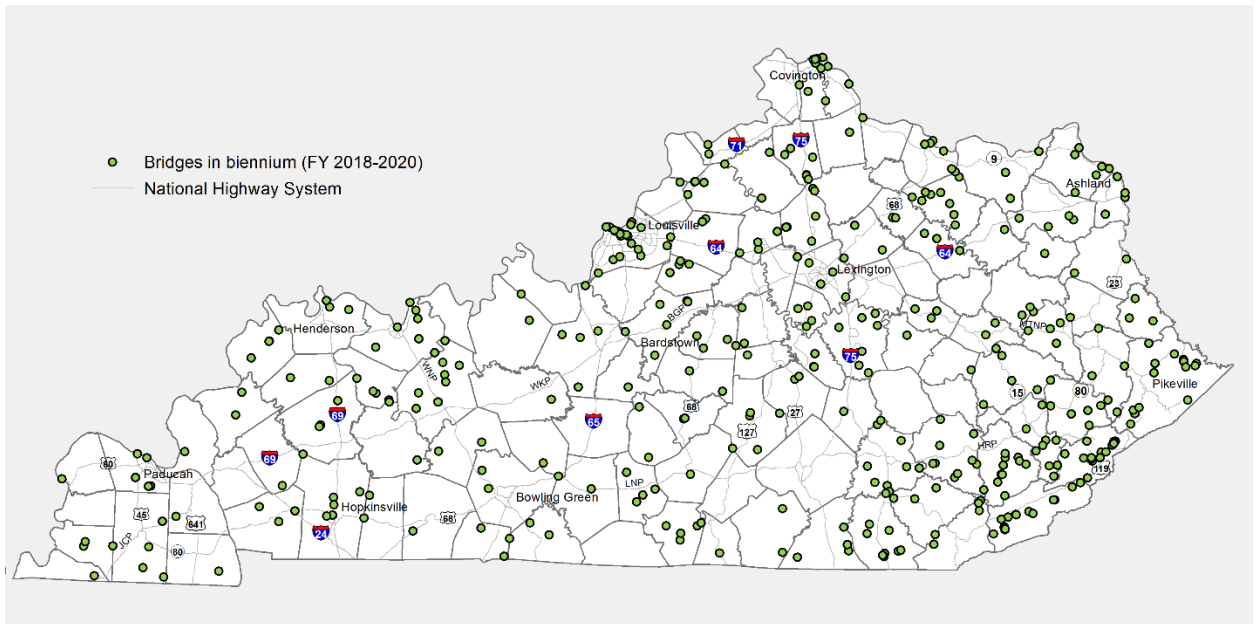 Covington
71
75
9
Ashland
68
Louisville
64
64
Lexington
23
Henderson
BGP
MTNP
Bardstown
75
WNP
WKP
Pikeville
15
80
69
68
27
65
127
69
HRP
60
Paducah
119
LNP
Bowling Green
Hopkinsville
45
641
68
24
JCP
80
Bridges in biennium (FY 2018-2020)
National Highway System